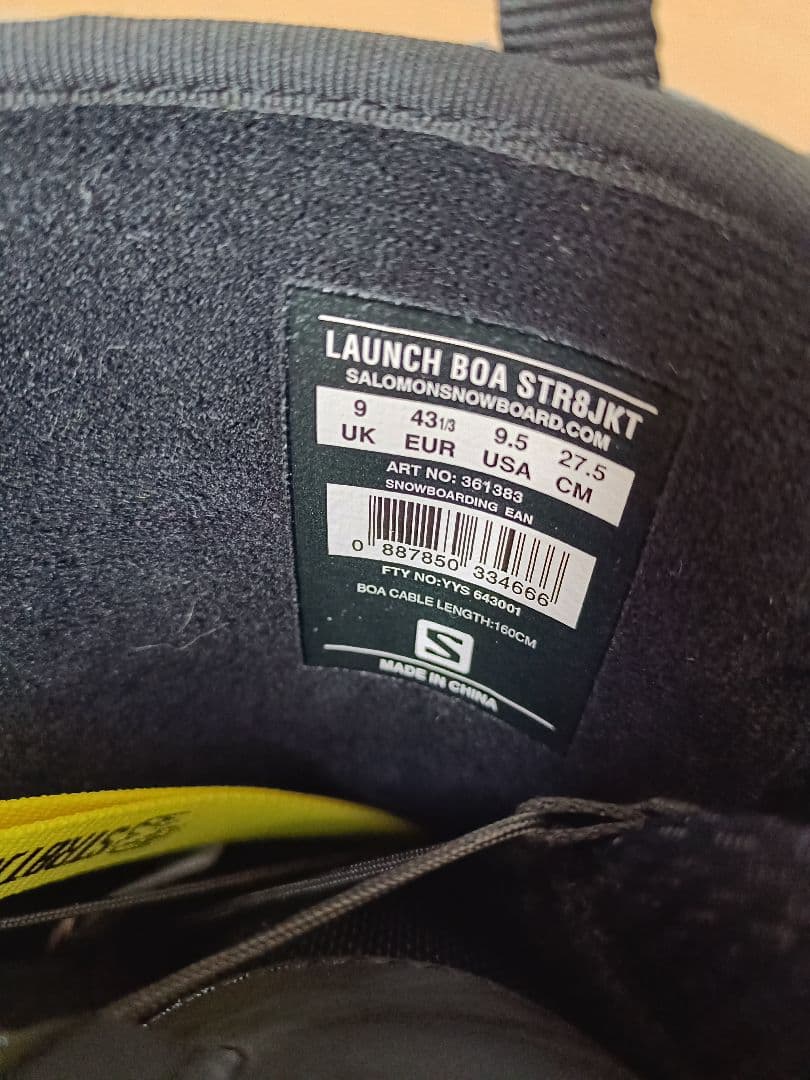 LAUNCH BOA STR8JKT
SALOMONSNOWBOARD.COM
9 43 1/3 9.5 27.5
UK EUR USA CM
ART NO: 361383
SNOWBOARDING EAN
0 887850 334666
FTY NO:YYS 643001
BOA CABLE LENGTH:160CM
S
MADE IN CHINA